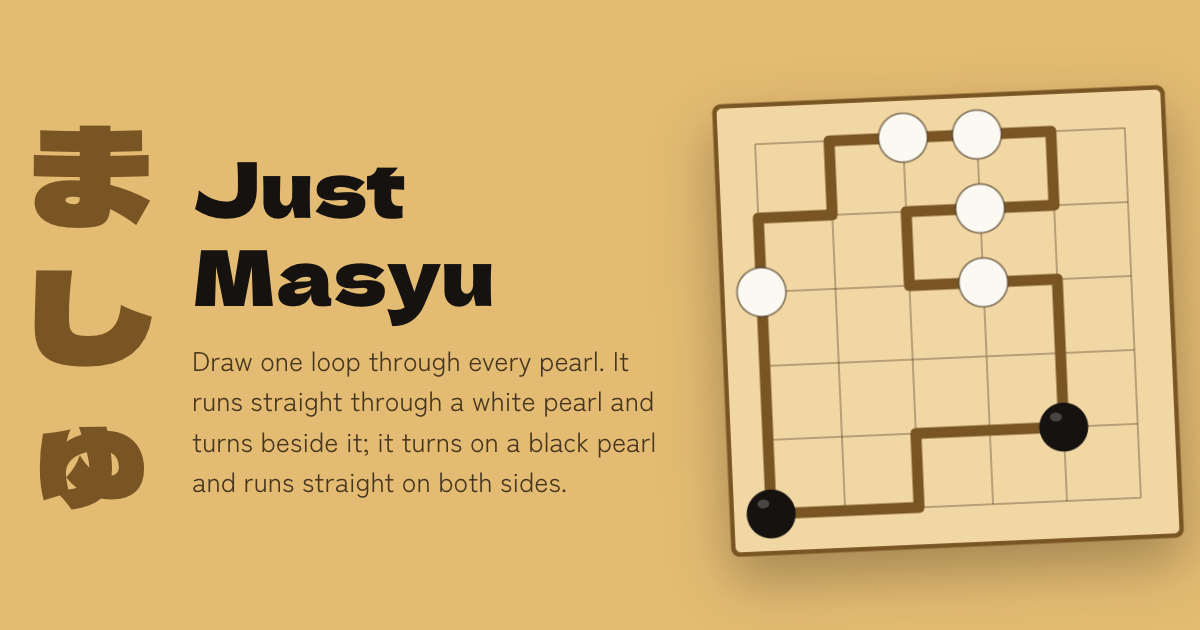 ましゅ
Just
Masyu
Draw one loop through every pearl. It
runs straight through a white pearl and
turns beside it; it turns on a black pearl
and runs straight on both sides.